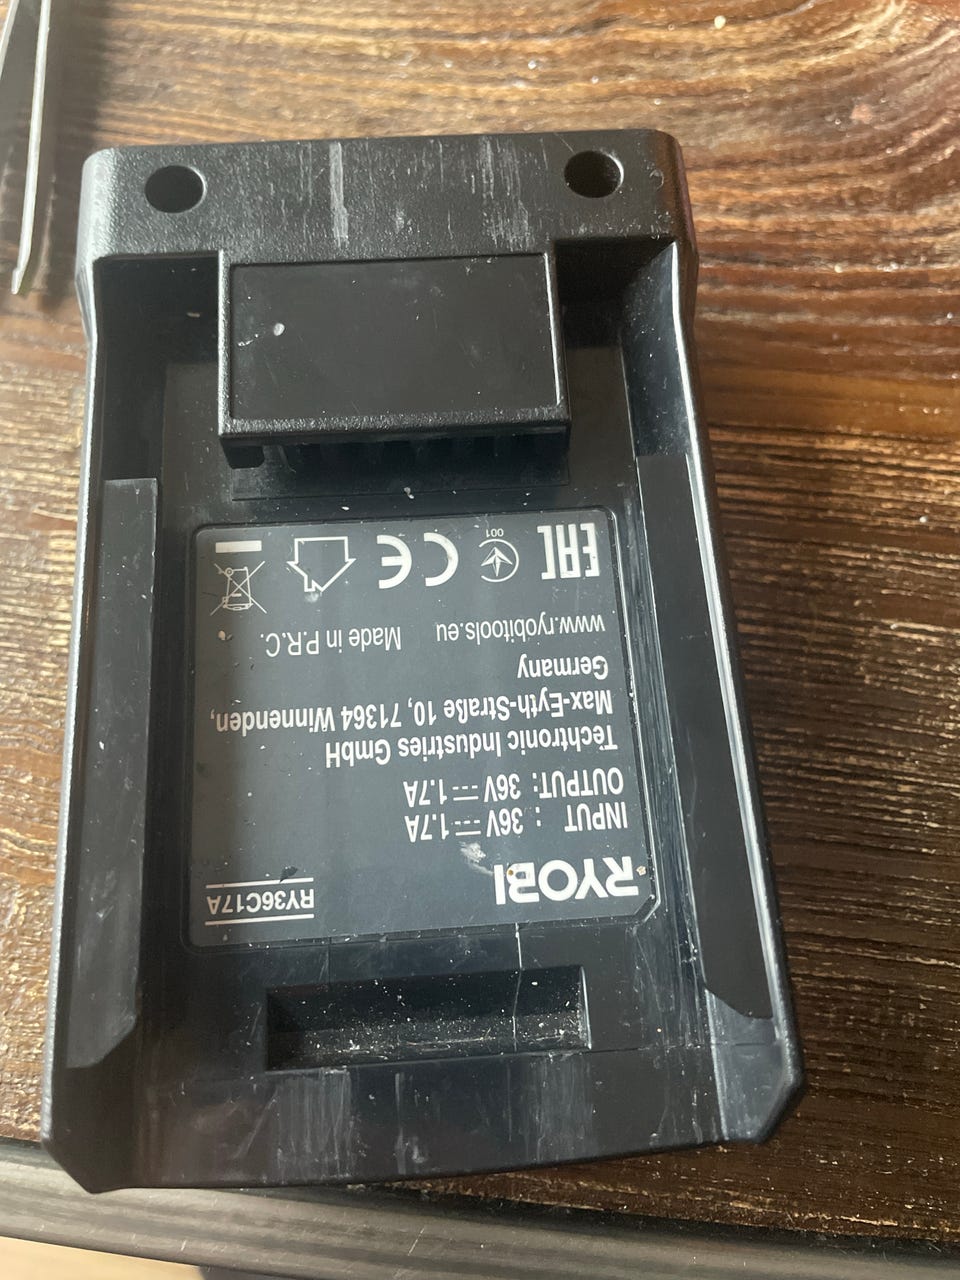 RYOBI
RY36C17A
INPUT : 36V ⎓ 1.7A
OUTPUT: 36V ⎓ 1.7A
Techtronic Industries GmbH
Max-Eyth-Straße 10, 71364 Winnenden,
Germany
www.ryobitools.eu Made in P.R.C.
EAC 001 CE